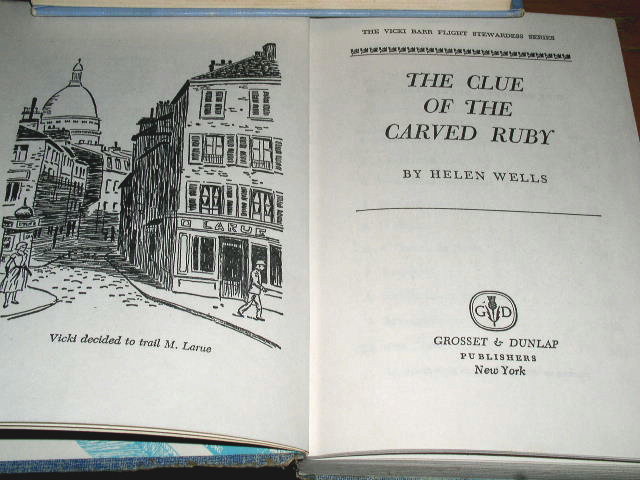 D LARUE
Vicki decided to trail M. Larue
THE VICKI BARR FLIGHT STEWARDESS SERIES
THE CLUE
OF THE
CARVED RUBY
BY HELEN WELLS
G D
GROSSET & DUNLAP
PUBLISHERS
New York